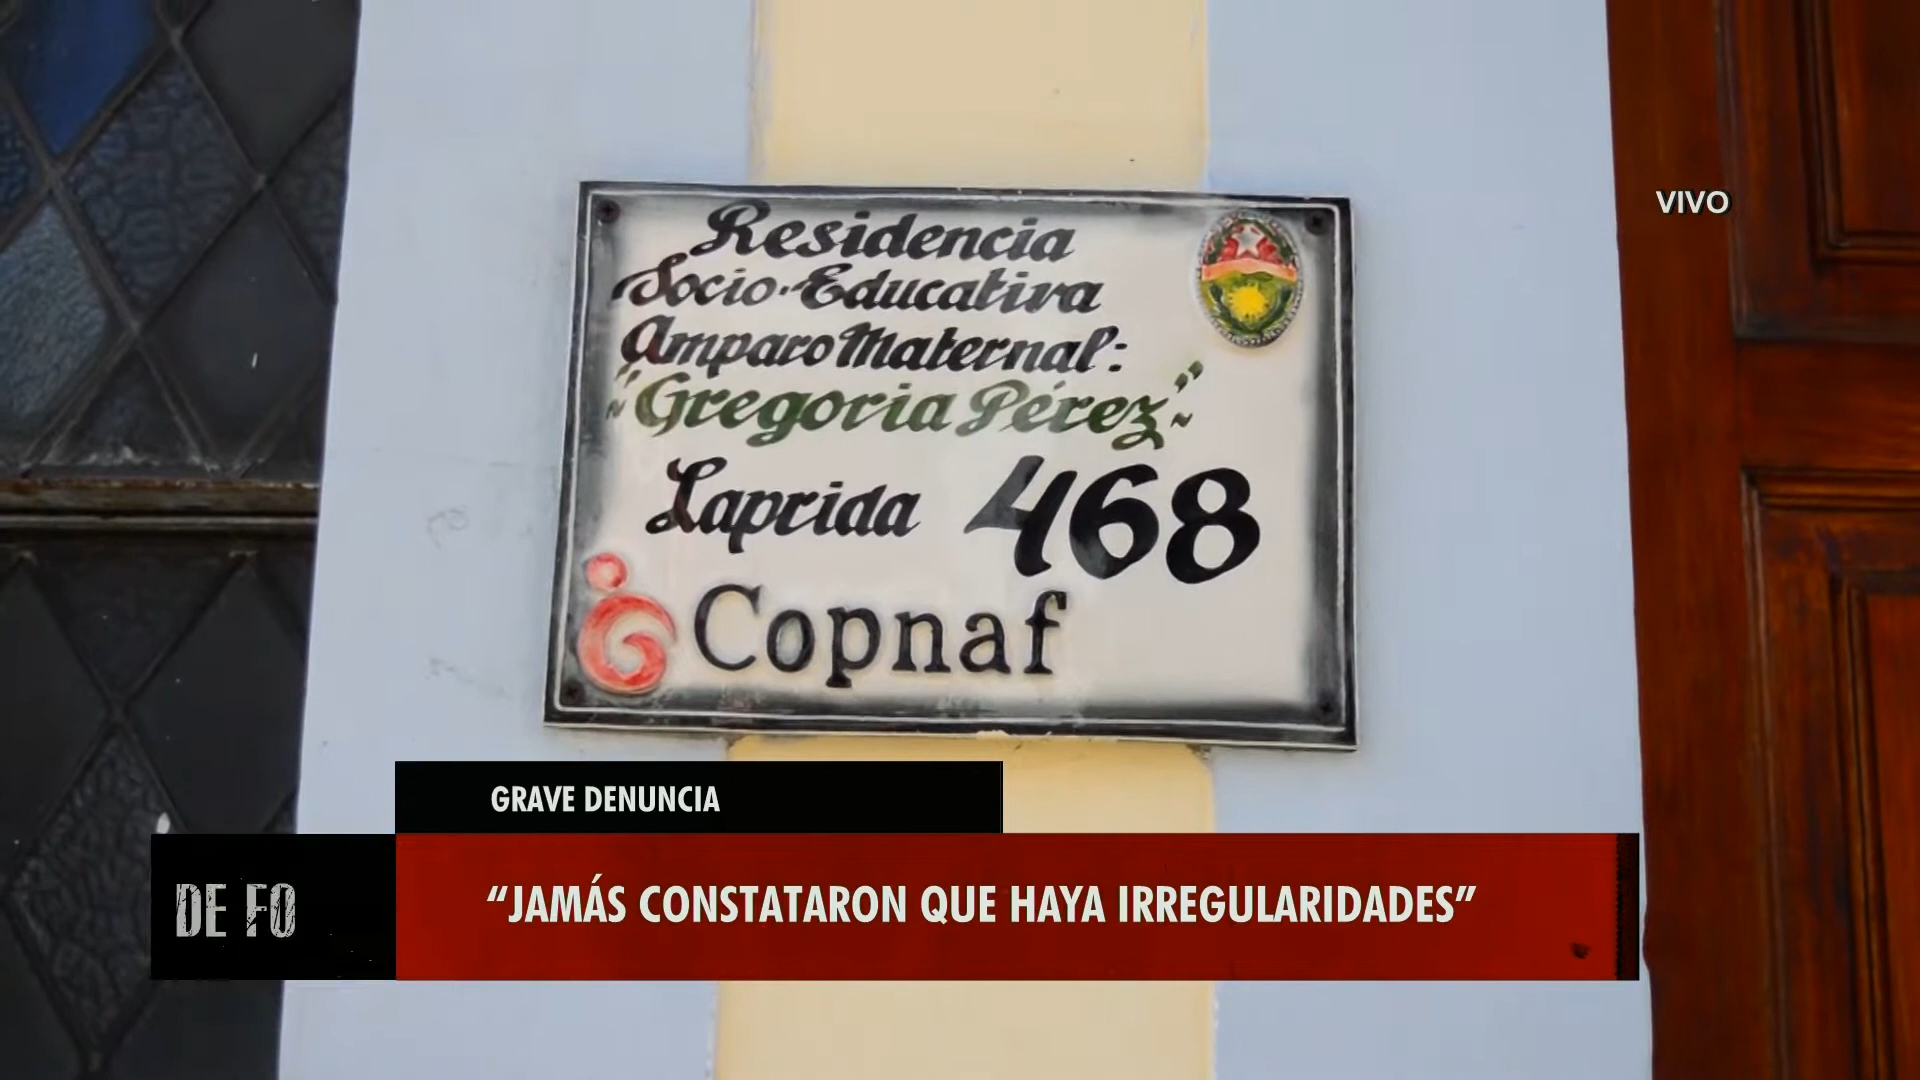 Residencia
Socio-Educativa
Amparo Maternal:
"Gregoria Pérez"
Laprida 468
Copnaf
VIVO
GRAVE DENUNCIA
DE FO
“JAMÁS CONSTATARON QUE HAYA IRREGULARIDADES”